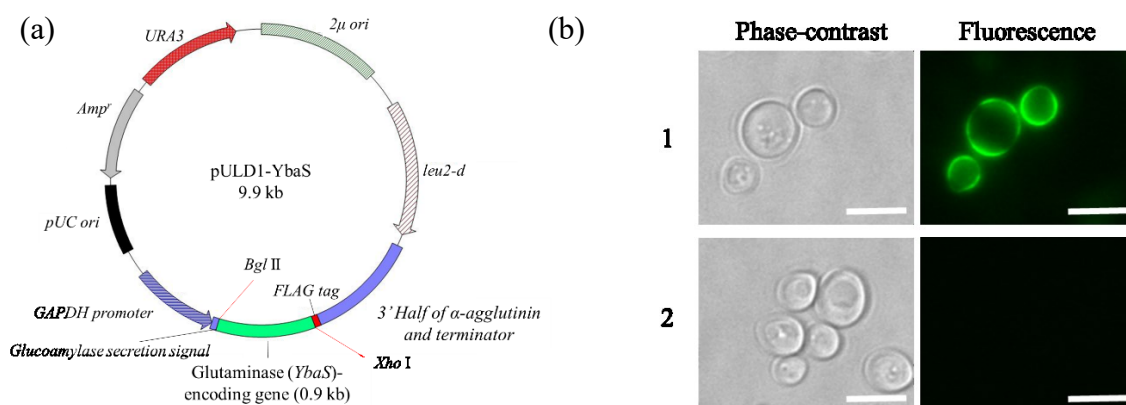 (a)
URA3
2μ ori
Ampʳ
leu2-d
pULD1-YbaS
9.9 kb
pUC ori
Bgl II
FLAG tag
GAPDH promoter
3' Half of α-agglutinin
and terminator
Glucoamylase secretion signal
Xho I
Glutaminase (YbaS)-
encoding gene (0.9 kb)
(b)
Phase-contrast
Fluorescence
1
2